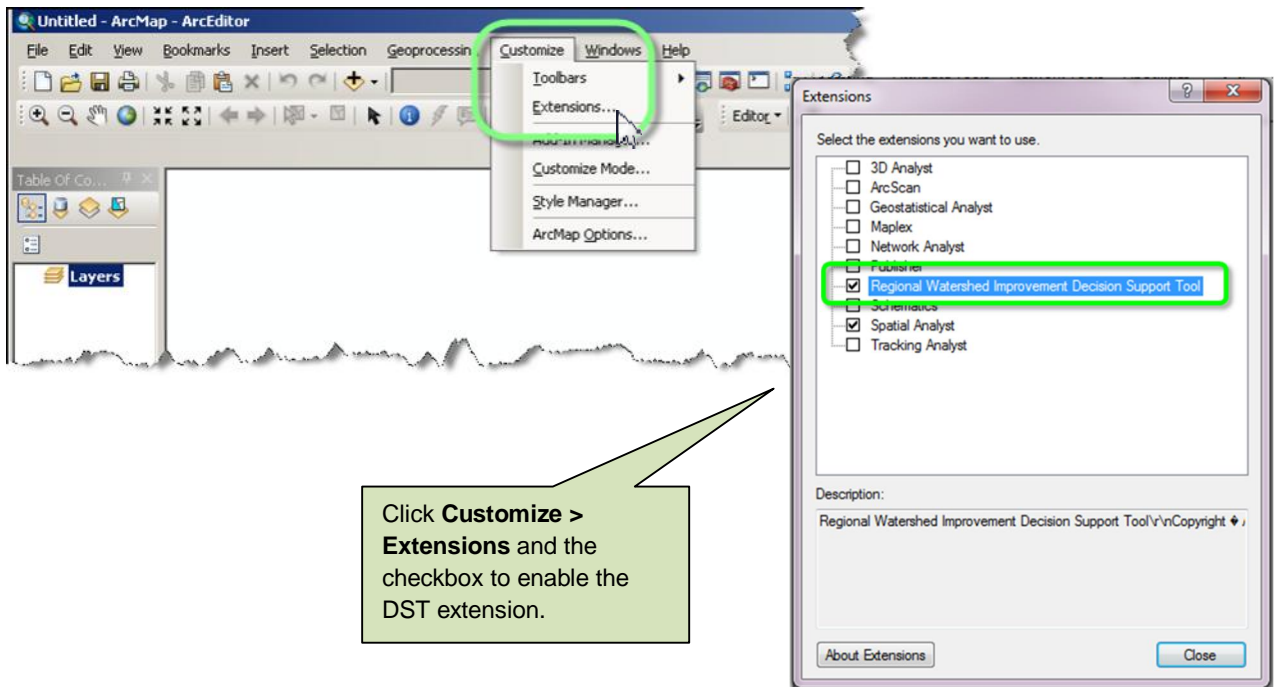 Untitled - ArcMap - ArcEditor
File Edit View Bookmarks Insert Selection Geoprocessin Customize Windows Help
Toolbars
Extensions...
Customize Mode...
Style Manager...
ArcMap Options...
Editor
Table Of Co...
Layers
Extensions
Select the extensions you want to use.
3D Analyst
ArcScan
Geostatistical Analyst
Maplex
Network Analyst
Publisher
Regional Watershed Improvement Decision Support Tool
Schematics
Spatial Analyst
Tracking Analyst
Description:
Regional Watershed Improvement Decision Support Tool\r\nCopyright �
About Extensions
Close
Click Customize >
Extensions and the
checkbox to enable the
DST extension.